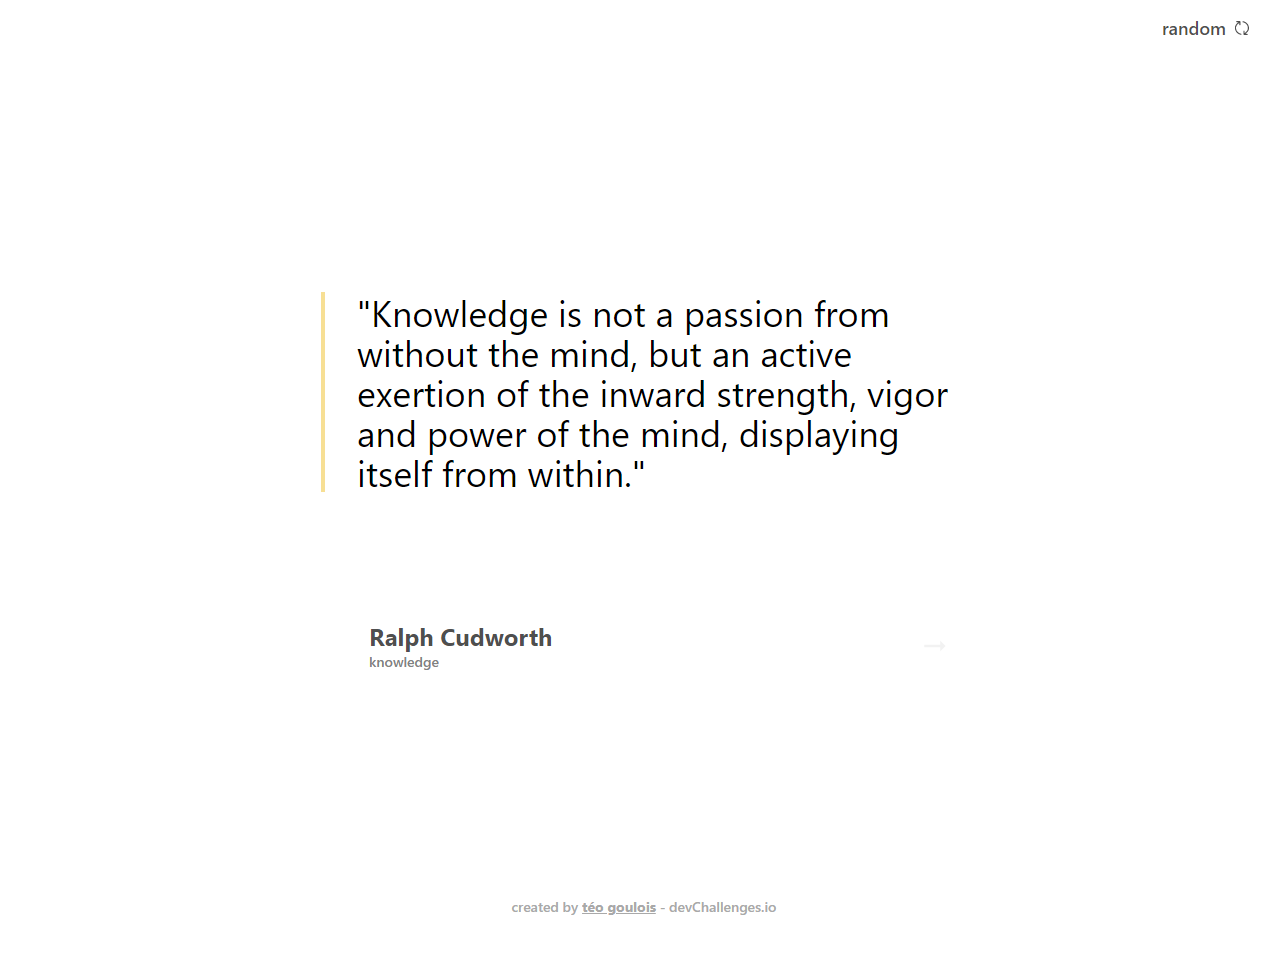 random
"Knowledge is not a passion from
without the mind, but an active
exertion of the inward strength, vigor
and power of the mind, displaying
itself from within."
Ralph Cudworth
knowledge
created by téo goulois - devChallenges.io